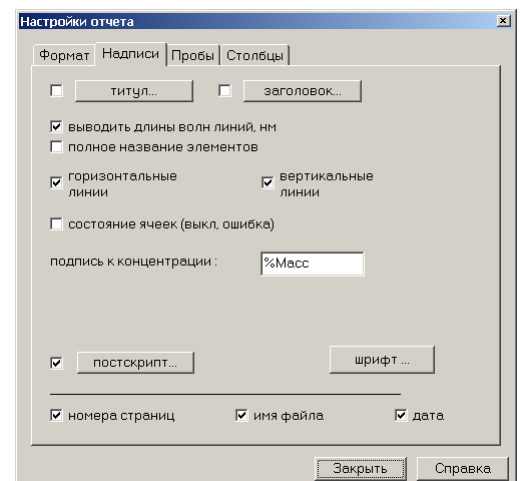 Настройки отчета
Формат Надписи Пробы Столбцы
титул... заголовок...
выводить длины волн линий, нм
полное название элементов
горизонтальные линии
вертикальные линии
состояние ячеек (выкл, ошибка)
подпись к концентрации : %Масс
постскрипт... шрифт ...
номера страниц имя файла дата
Закрыть Справка